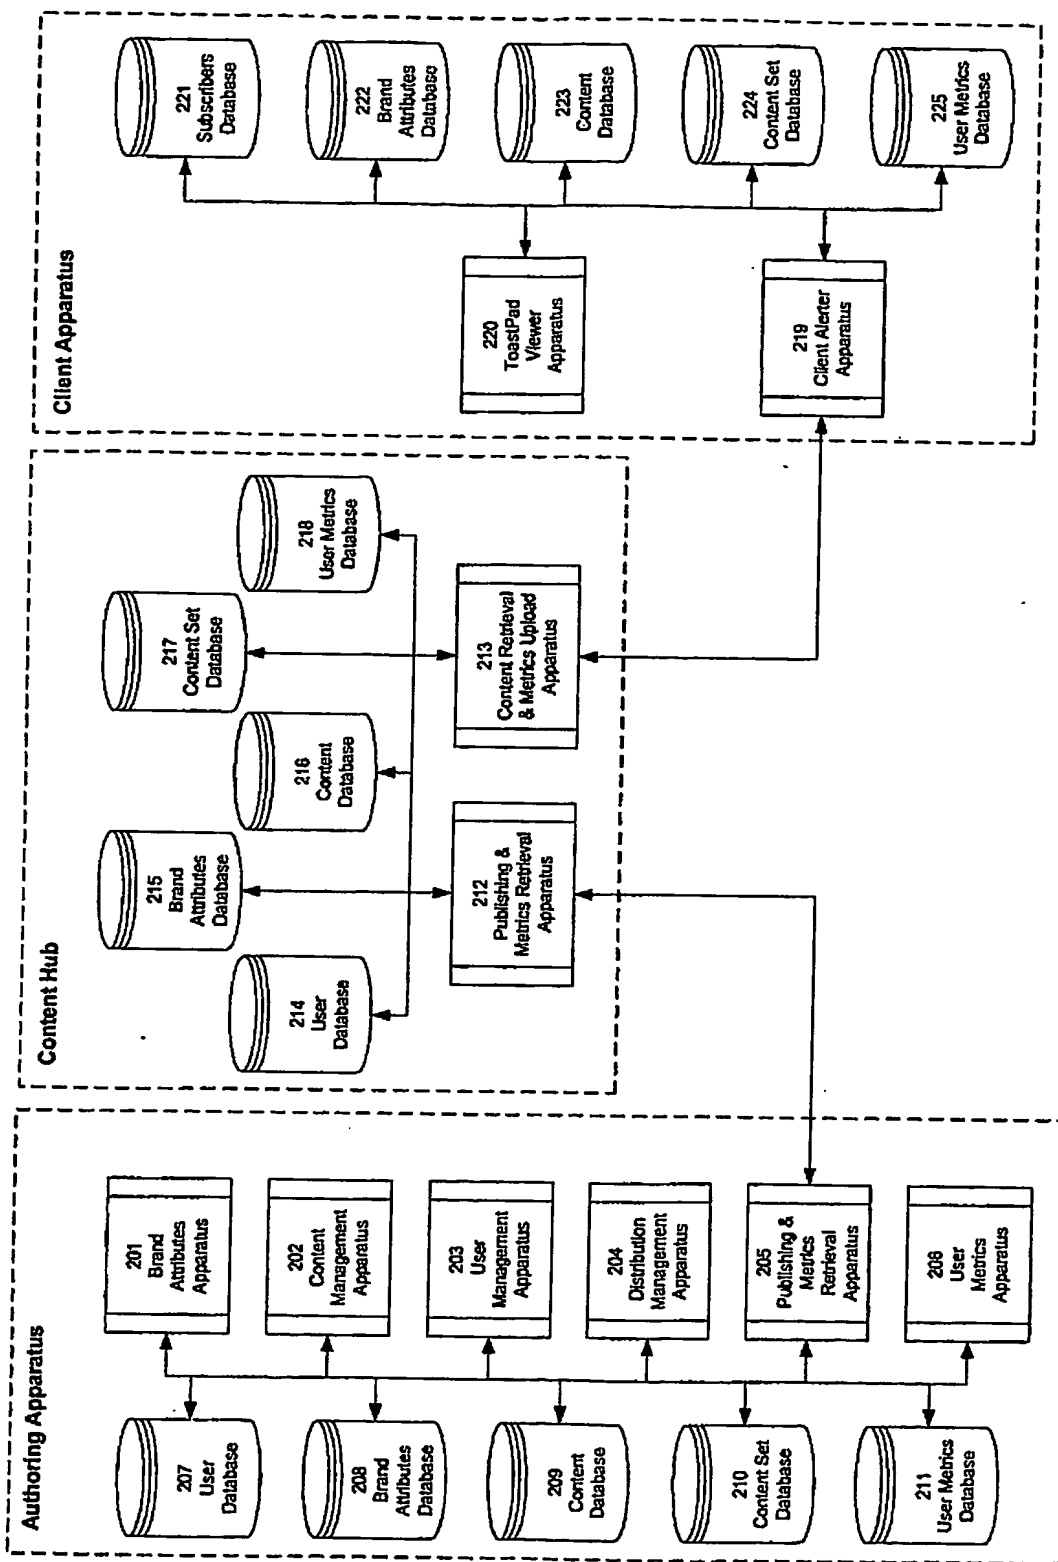 Authoring Apparatus
207
User
Database
208
Brand
Attributes
Database
209
Content
Database
210
Content Set
Database
211
User Metrics
Database
201
Brand
Attributes
Apparatus
202
Content
Management
Apparatus
203
User
Management
Apparatus
204
Distribution
Management
Apparatus
205
Publishing &
Metrics
Retrieval
Apparatus
206
User
Metrics
Apparatus
Content Hub
214
User
Database
215
Brand
Attributes
Database
216
Content
Database
217
Content Set
Database
218
User Metrics
Database
212
Publishing &
Metrics Retrieval
Apparatus
213
Content Retrieval
& Metrics Upload
Apparatus
Client Apparatus
220
ToastPad
Viewer
Apparatus
219
Client Alerter
Apparatus
221
Subscribers
Database
222
Brand
Attributes
Database
223
Content
Database
224
Content Set
Database
225
User Metrics
Database